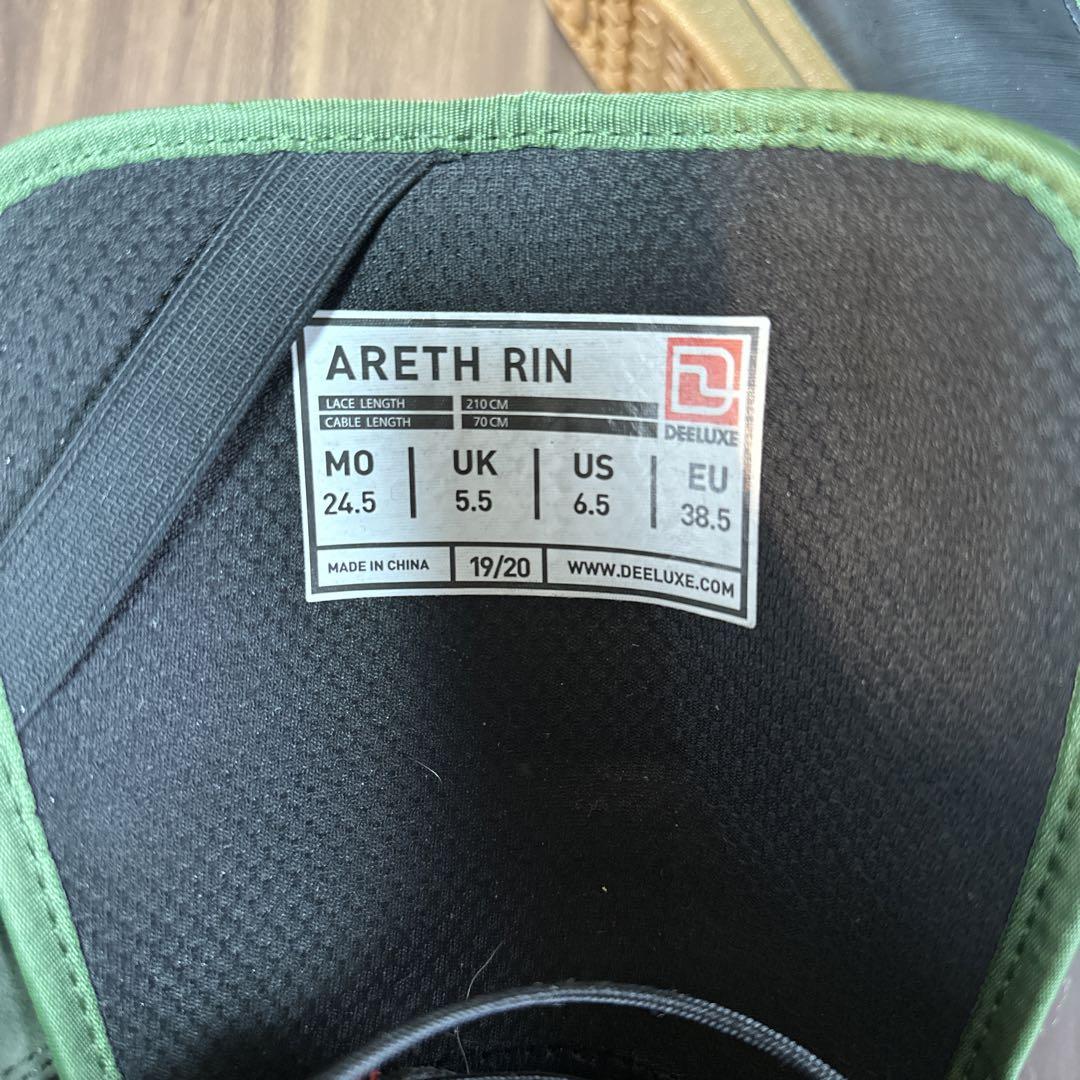 ARETH RIN
LACE LENGTH 210 CM
CABLE LENGTH 70 CM
DEELUXE
MO UK US EU
24.5 5.5 6.5 38.5
MADE IN CHINA 19/20 WWW.DEELUXE.COM